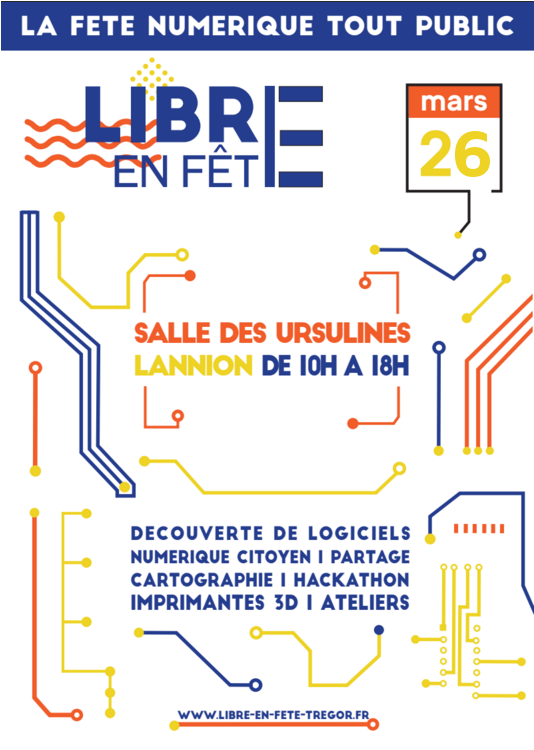 LA FETE NUMERIQUE TOUT PUBLIC
LIBRE
EN FÊTE
mars
26
SALLE DES URSULINES
LANNION DE 10H A 18H
DECOUVERTE DE LOGICIELS
NUMERIQUE CITOYEN I PARTAGE
CARTOGRAPHIE I HACKATHON
IMPRIMANTES 3D I ATELIERS
WWW.LIBRE-EN-FETE-TREGOR.FR